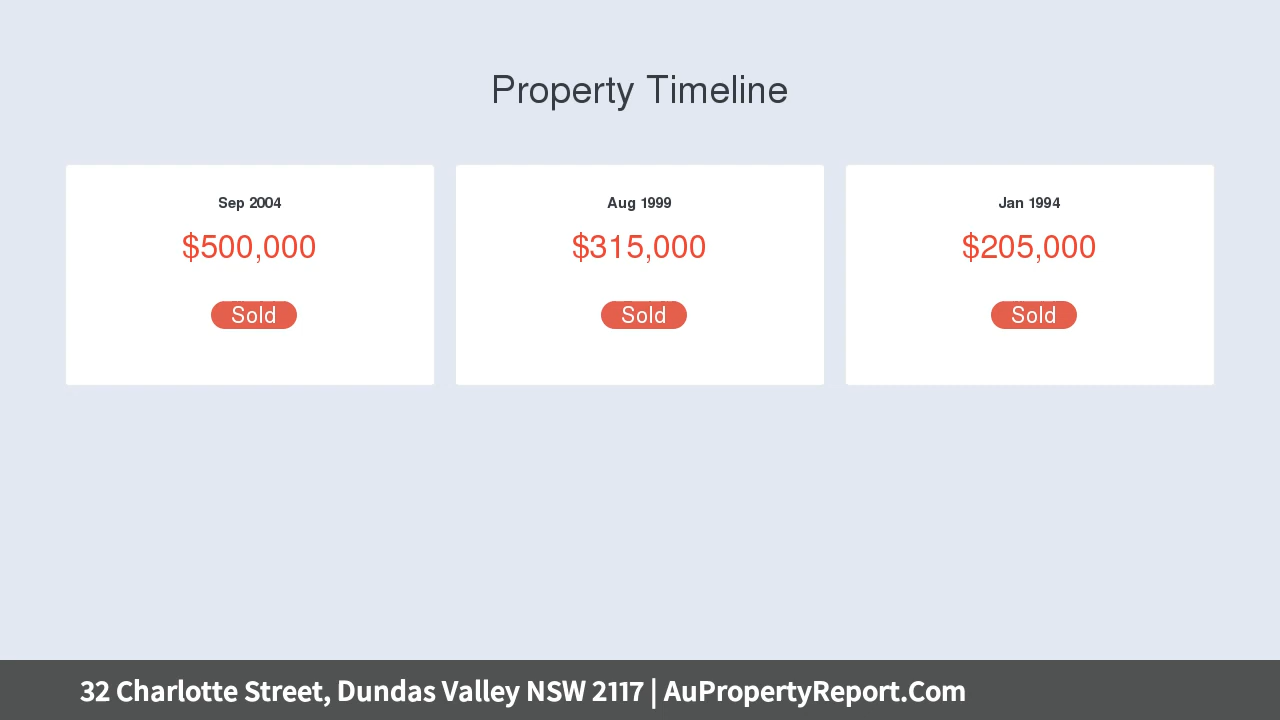 Property Timeline
Sep 2004
$500,000
Sold
Aug 1999
$315,000
Sold
Jan 1994
$205,000
Sold
32 Charlotte Street, Dundas Valley NSW 2117 | AuPropertyReport.Com